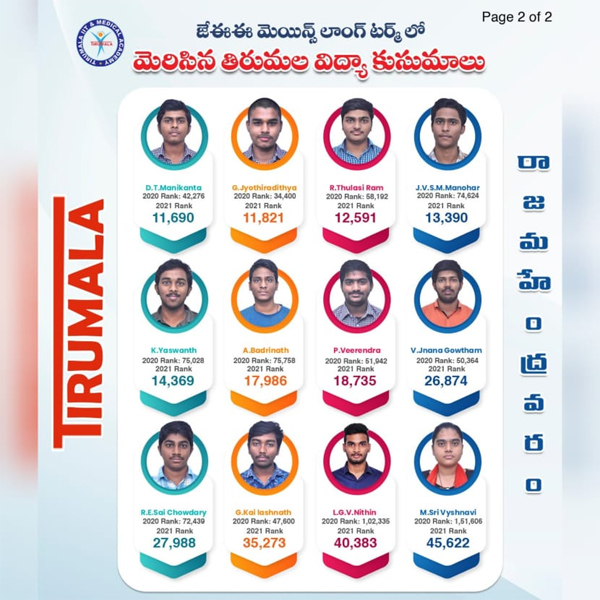 Page 2 of 2
TIRUMALA IIT & MEDICAL ACADEMY
TIRUMALA
జేఈఈ మెయిన్స్ లాంగ్ టర్మ్ లో
మెరిసిన తిరుమల విద్యా కుసుమాలు
TIRUMALA
D.T.Manikanta
2020 Rank: 42,276
2021 Rank
11,690
G.Jyothiradithya
2020 Rank: 34,400
2021 Rank
11,821
R.Thulasi Ram
2020 Rank: 58,192
2021 Rank
12,591
J.V.S.M.Manohar
2020 Rank: 74,624
2021 Rank
13,390
K.Yaswanth
2020 Rank: 75,028
2021 Rank
14,369
A.Badrinath
2020 Rank: 75,758
2021 Rank
17,986
P.Veerendra
2020 Rank: 51,942
2021 Rank
18,735
V.Jnana Gowtham
2020 Rank: 50,364
2021 Rank
26,874
R.E.Sai Chowdary
2020 Rank: 72,439
2021 Rank
27,988
G.Kai lashnath
2020 Rank: 47,600
2021 Rank
35,273
L.G.V.Nithin
2020 Rank: 1,02,335
2021 Rank
40,383
M.Sri Vyshnavi
2020 Rank: 1,51,606
2021 Rank
45,622
రాజమహేంద్రవరం